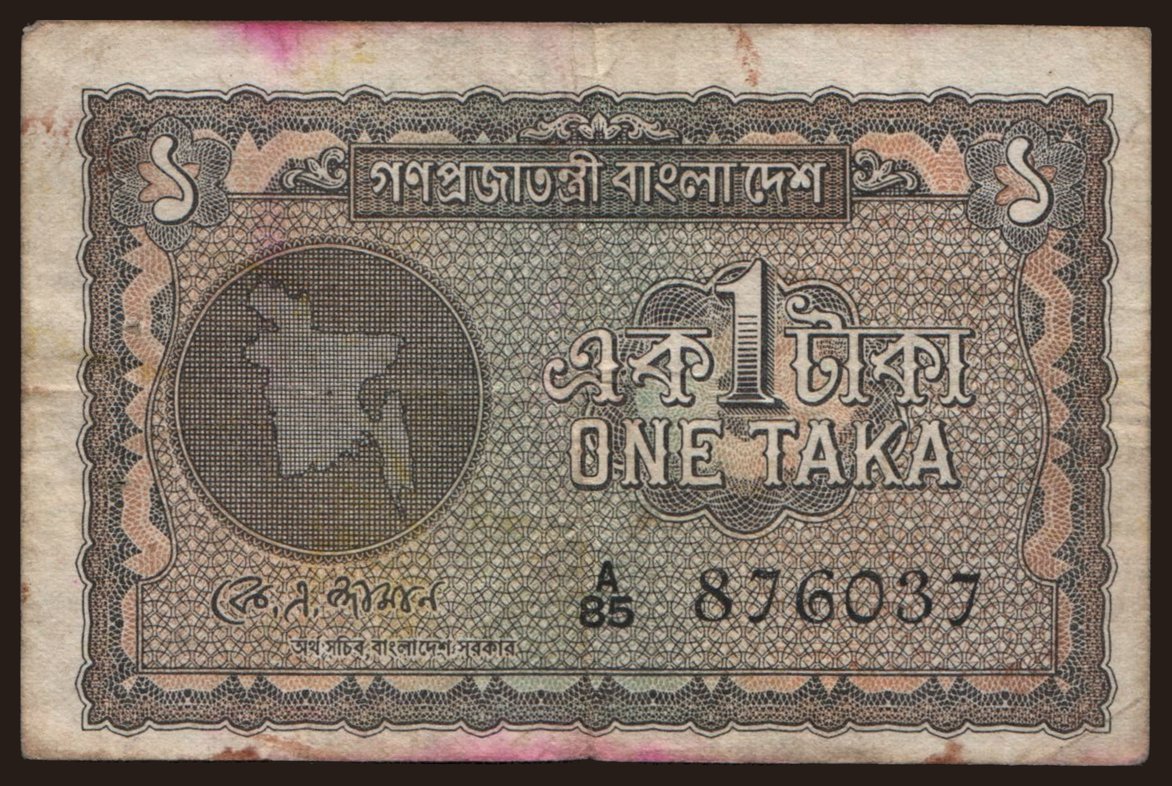 ১ ১
গণপ্রজাতন্ত্রী বাংলা দেশ
এক 1 টাকা
ONE TAKA
A
85 876037
কে, এ, জামান
অর্থ সচিব, বাংলাদেশ সরকার